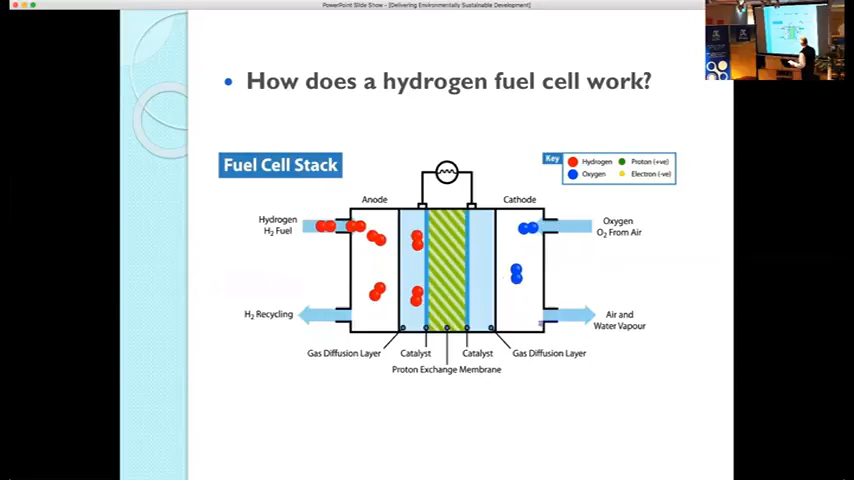 PowerPoint Slide Show - [Delivering Environmentally Sustainable Development]
How does a hydrogen fuel cell work?
Fuel Cell Stack
Key
Hydrogen
Proton (+ve)
Oxygen
Electron (-ve)
Anode
Cathode
Hydrogen
H₂ Fuel
Oxygen
O₂ From Air
H₂ Recycling
Air and
Water Vapour
Gas Diffusion Layer
Catalyst
Catalyst
Gas Diffusion Layer
Proton Exchange Membrane